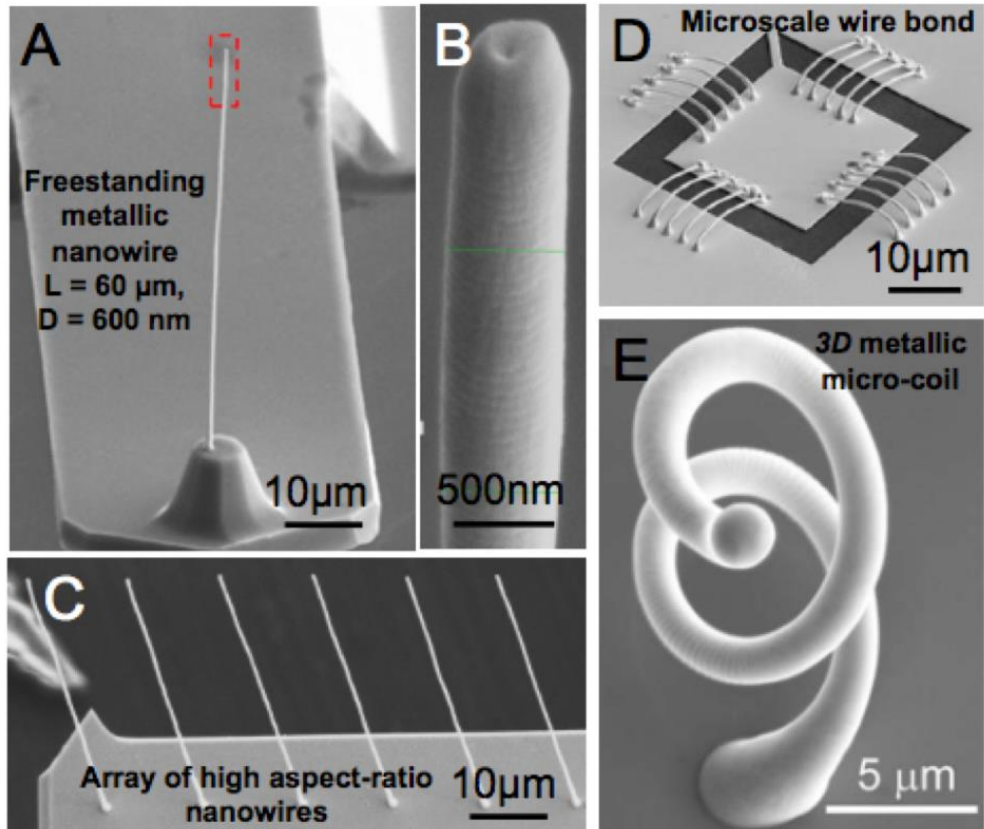 A
Freestanding
metallic
nanowire
L = 60 µm,
D = 600 nm
10µm
B
500nm
C
Array of high aspect-ratio
nanowires
10µm
D
Microscale wire bond
10µm
E
3D metallic
micro-coil
5 µm